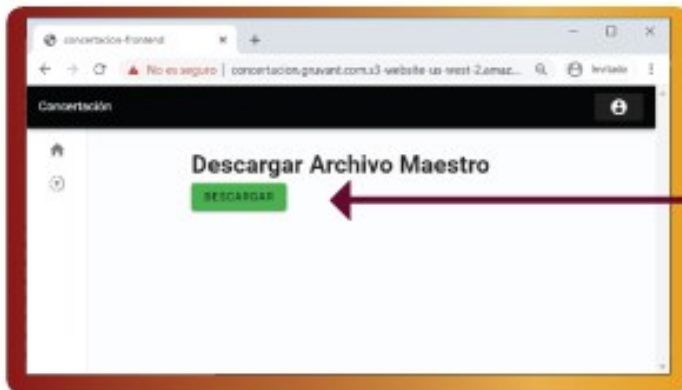 concertacion-frontend
No es seguro | concertacion.gruvant.com.s3-website-us-west-2.amaz...
Invitado
Concertación
Descargar Archivo Maestro
DESCARGAR